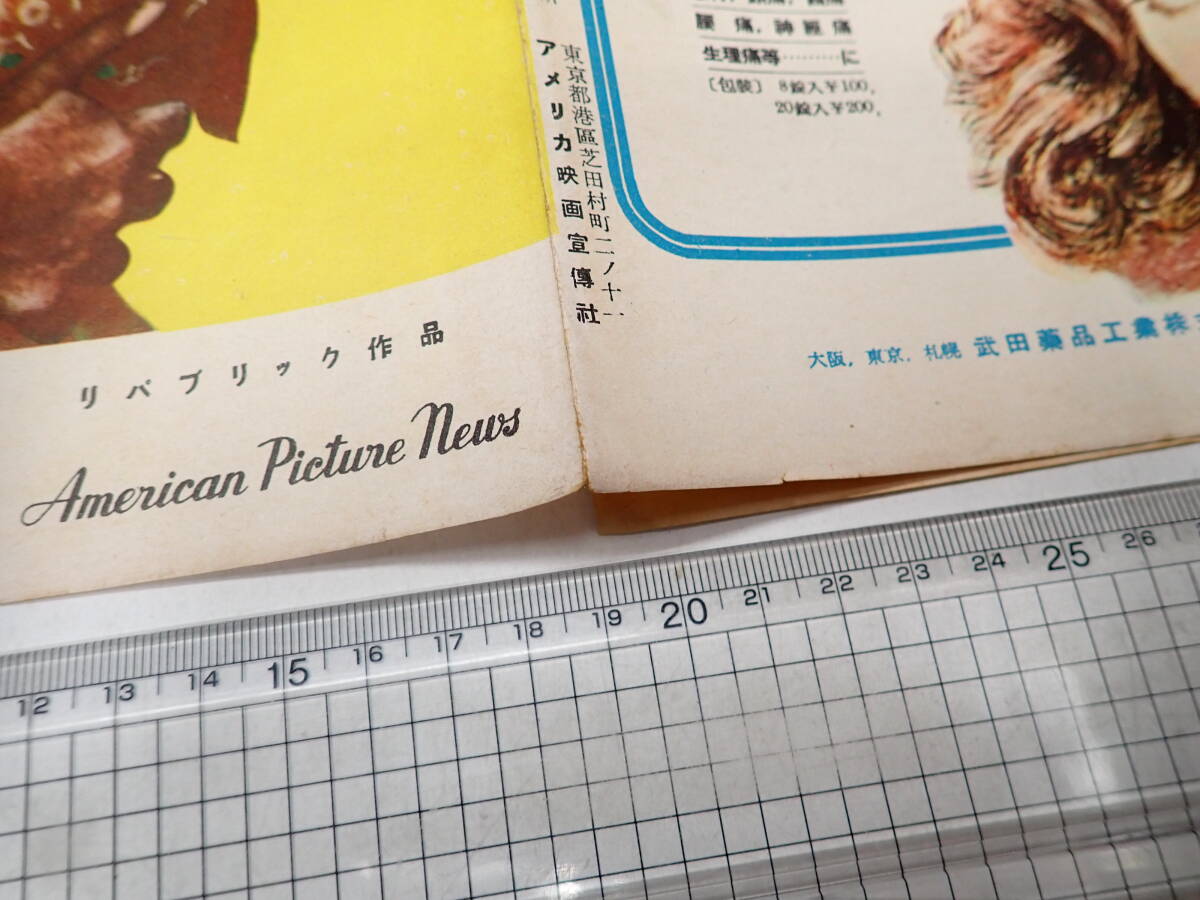 リパブリック作品
American Picture News
東京都港區芝田村町二ノ十一
アメリカ映画宣傳社
腰痛，神經痛
生理痛等………に
〔包裝〕 8錠入¥100，
20錠入¥200，
大阪，東京，札幌 武田薬品工業株
12 13 14 15 16 17 18 19 20 21 22 23 24 25 26